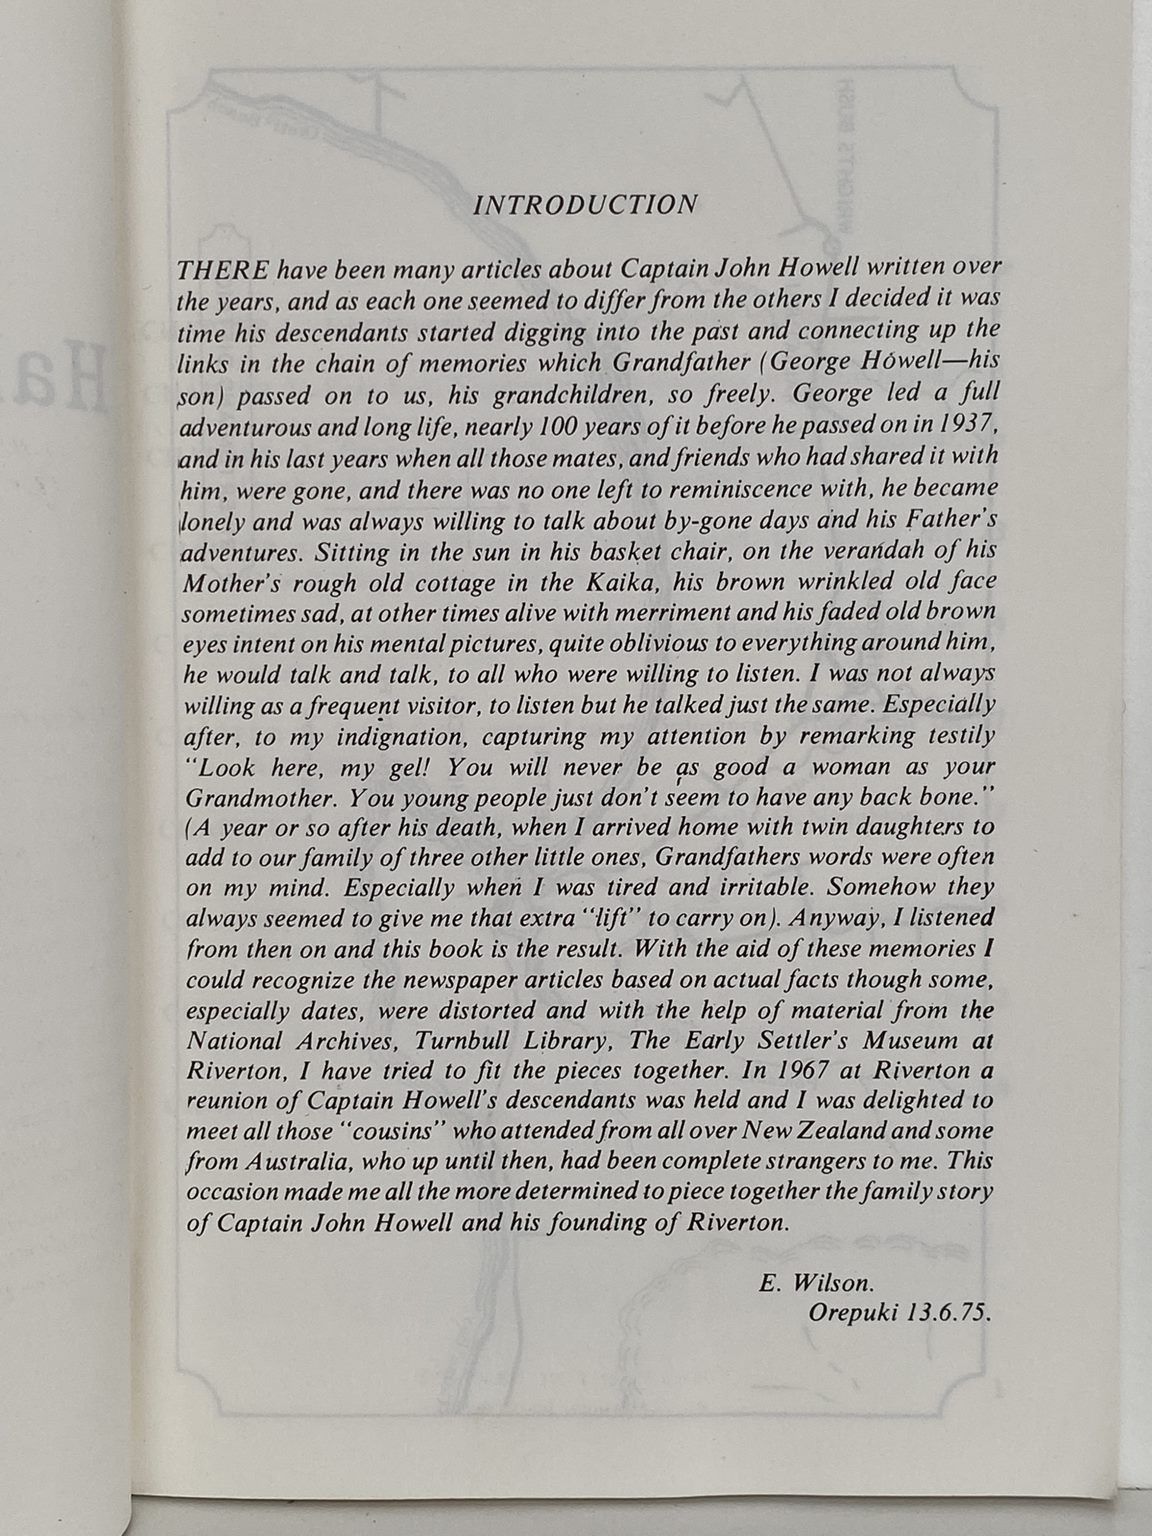 INTRODUCTION
THERE have been many articles about Captain John Howell written over
the years, and as each one seemed to differ from the others I decided it was
time his descendants started digging into the past and connecting up the
links in the chain of memories which Grandfather (George Howell—his
son) passed on to us, his grandchildren, so freely. George led a full
adventurous and long life, nearly 100 years of it before he passed on in 1937,
and in his last years when all those mates, and friends who had shared it with
him, were gone, and there was no one left to reminiscence with, he became
lonely and was always willing to talk about by-gone days and his Father's
adventures. Sitting in the sun in his basket chair, on the verandah of his
Mother's rough old cottage in the Kaika, his brown wrinkled old face
sometimes sad, at other times alive with merriment and his faded old brown
eyes intent on his mental pictures, quite oblivious to everything around him,
he would talk and talk, to all who were willing to listen. I was not always
willing as a frequent visitor, to listen but he talked just the same. Especially
after, to my indignation, capturing my attention by remarking testily
"Look here, my gel! You will never be as good a woman as your
Grandmother. You young people just don't seem to have any back bone."
(A year or so after his death, when I arrived home with twin daughters to
add to our family of three other little ones, Grandfathers words were often
on my mind. Especially when I was tired and irritable. Somehow they
always seemed to give me that extra "lift" to carry on). Anyway, I listened
from then on and this book is the result. With the aid of these memories I
could recognize the newspaper articles based on actual facts though some,
especially dates, were distorted and with the help of material from the
National Archives, Turnbull Library, The Early Settler's Museum at
Riverton, I have tried to fit the pieces together. In 1967 at Riverton a
reunion of Captain Howell's descendants was held and I was delighted to
meet all those "cousins" who attended from all over New Zealand and some
from Australia, who up until then, had been complete strangers to me. This
occasion made me all the more determined to piece together the family story
of Captain John Howell and his founding of Riverton.
E. Wilson.
Orepuki 13.6.75.
WRIGHTS BUSH